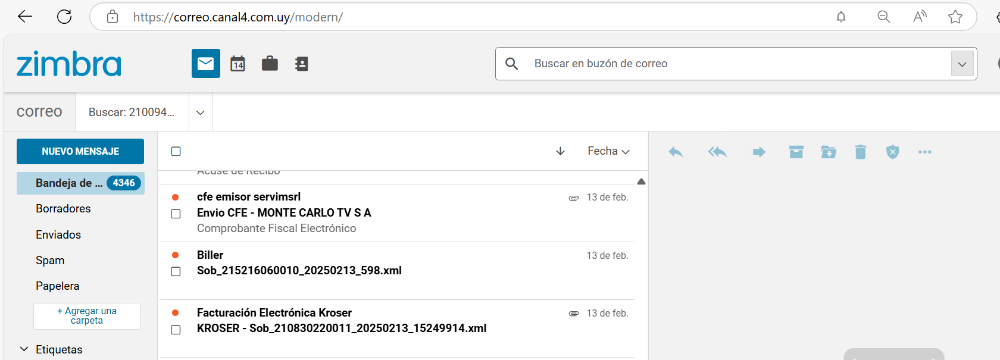 https://correo.canal4.com.uy/modern/
zimbra
14
Buscar en buzón de correo
correo
Buscar: 210094...
NUEVO MENSAJE
Fecha
Bandeja de ... 4346
Borradores
Enviados
Spam
Papelera
+ Agregar una
carpeta
Etiquetas
Acuse de Recibo
cfe emisor servimsrl
13 de feb.
Envio CFE - MONTE CARLO TV S A
Comprobante Fiscal Electrónico
Biller
13 de feb.
Sob_215216060010_20250213_598.xml
Facturación Electrónica Kroser
13 de feb.
KROSER - Sob_210830220011_20250213_15249914.xml